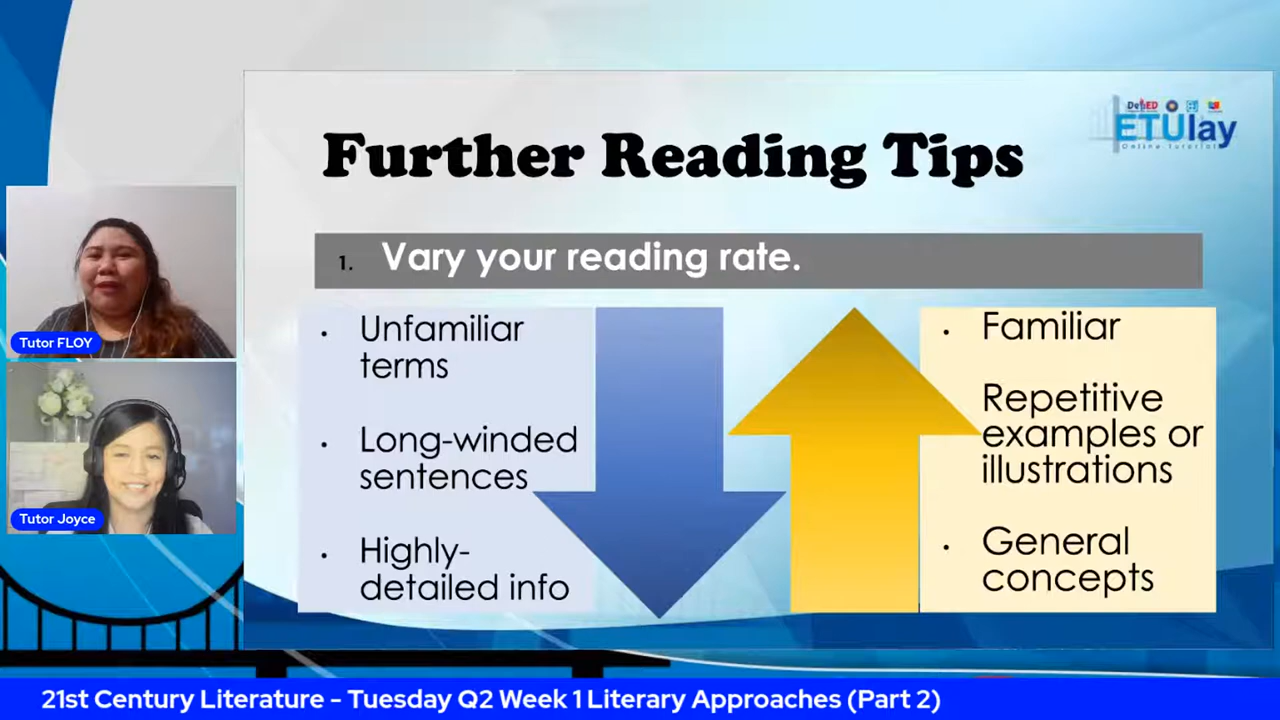 DepED
ETUlay
Online Tutorial
Further Reading Tips
1. Vary your reading rate.
• Unfamiliar
terms
• Long-winded
sentences
• Highly-
detailed info
• Familiar
Repetitive
examples or
illustrations
• General
concepts
Tutor FLOY
Tutor Joyce
21st Century Literature - Tuesday Q2 Week 1 Literary Approaches (Part 2)